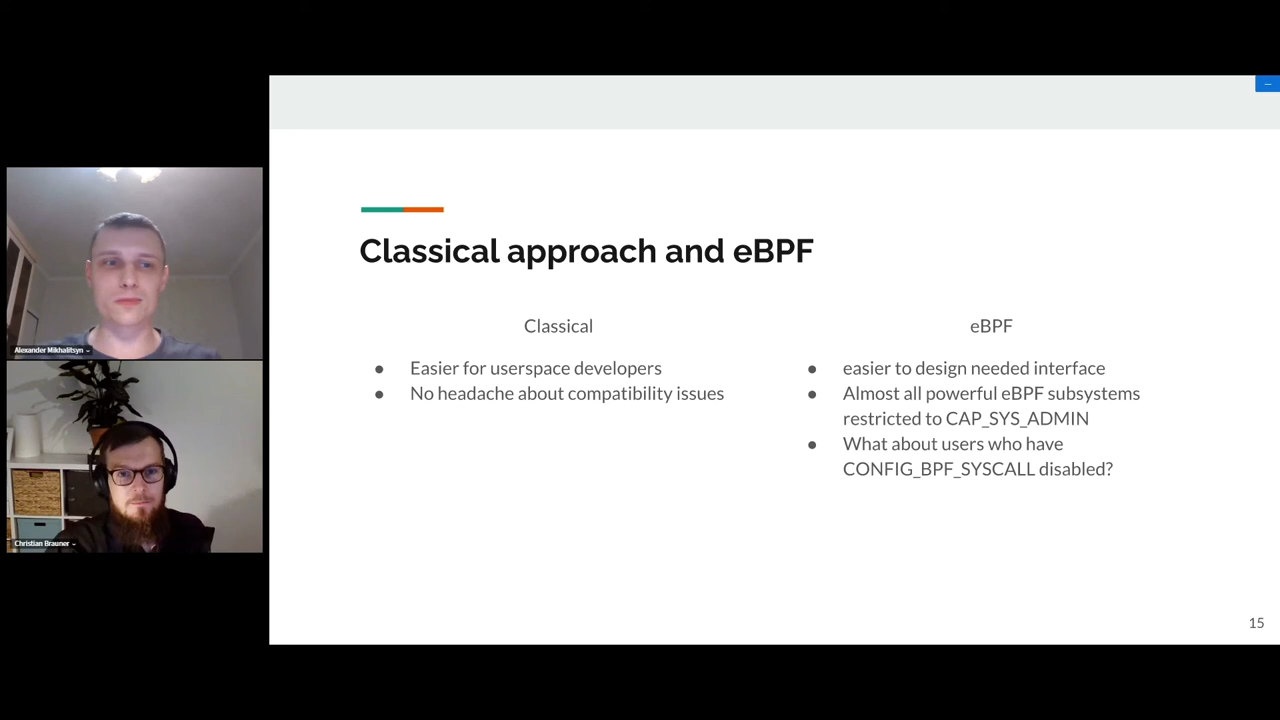 Alexander Mikhalitsyn
Christian Brauner
Classical approach and eBPF
Classical
● Easier for userspace developers
● No headache about compatibility issues
eBPF
● easier to design needed interface
● Almost all powerful eBPF subsystems
restricted to CAP_SYS_ADMIN
● What about users who have
CONFIG_BPF_SYSCALL disabled?
15